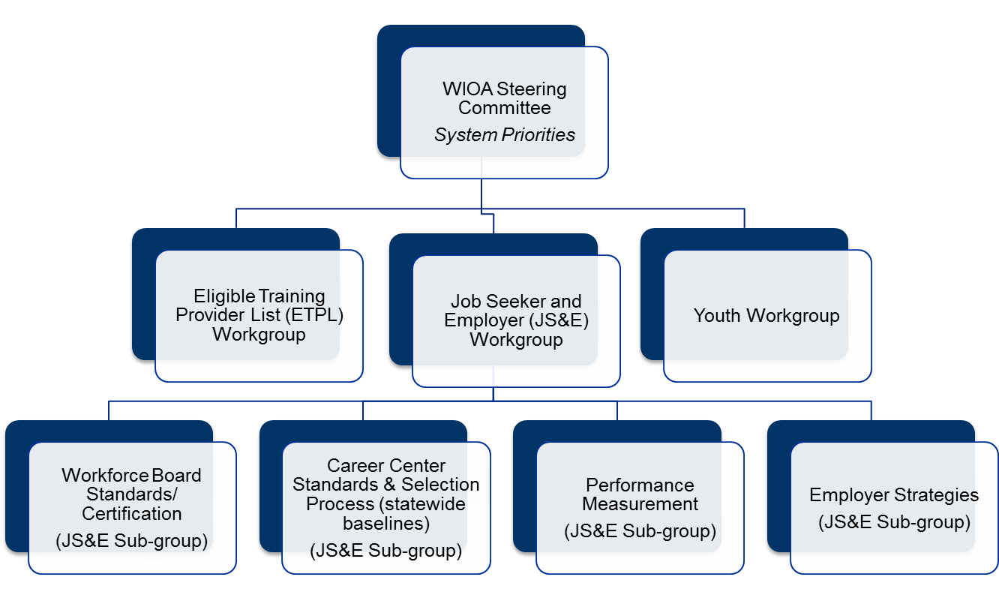 WIOA Steering
Committee
System Priorities
Eligible Training
Provider List (ETPL)
Workgroup
Job Seeker and
Employer (JS&E)
Workgroup
Youth Workgroup
Workforce Board
Standards/
Certification
(JS&E Sub-group)
Career Center
Standards & Selection
Process (statewide
baselines)
(JS&E Sub-group)
Performance
Measurement
(JS&E Sub-group)
Employer Strategies
(JS&E Sub-group)